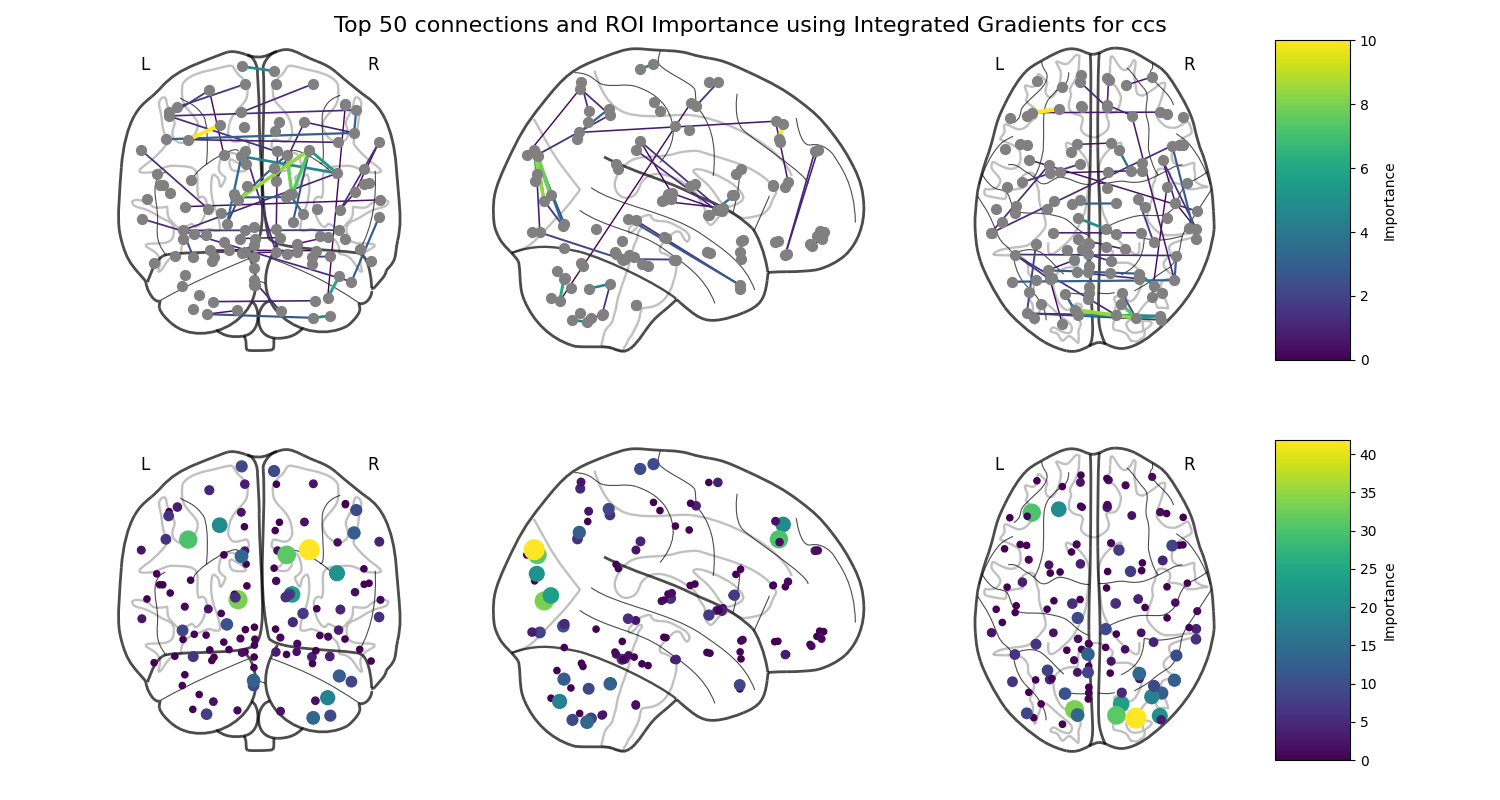 Top 50 connections and ROI Importance using Integrated Gradients for ccs
L
R
L
R
10
8
6
4
2
0
Importance
L
R
L
R
40
35
30
25
20
15
10
5
0
Importance